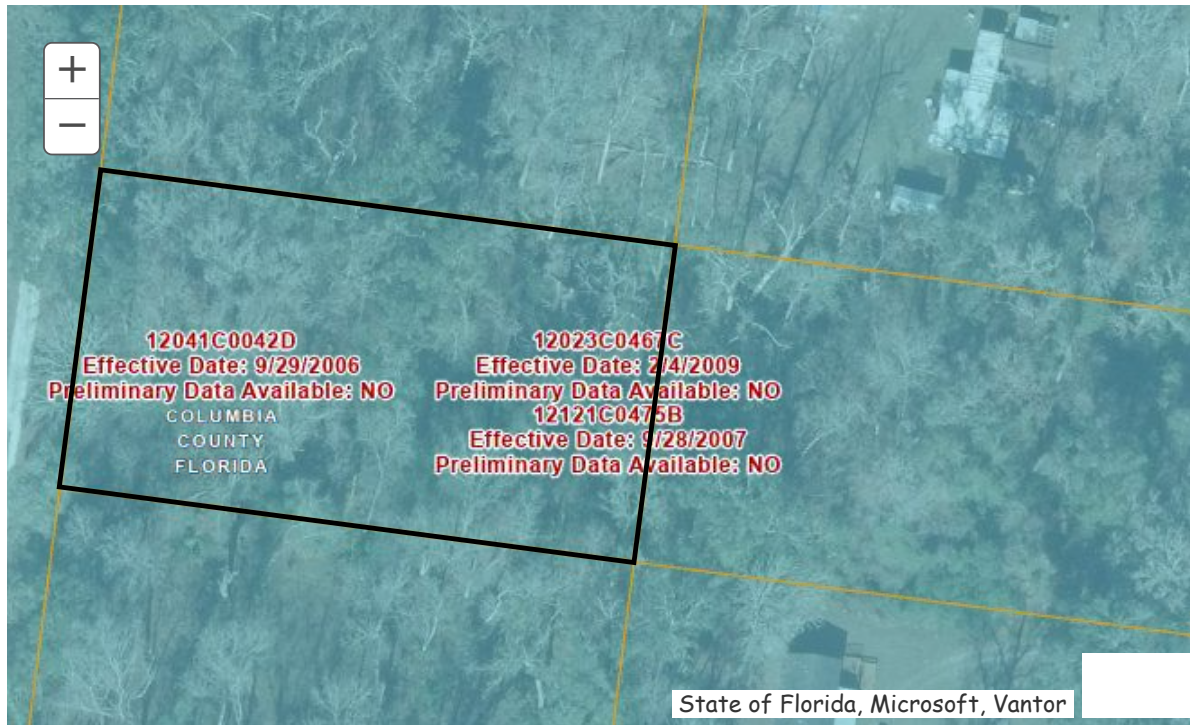 +
−
12041C0042D
Effective Date: 9/29/2006
Preliminary Data Available: NO
COLUMBIA
COUNTY
FLORIDA
12023C0467C
Effective Date: 2/4/2009
Preliminary Data Available: NO
12121C0475B
Effective Date: 9/28/2007
Preliminary Data Available: NO
State of Florida, Microsoft, Vantor